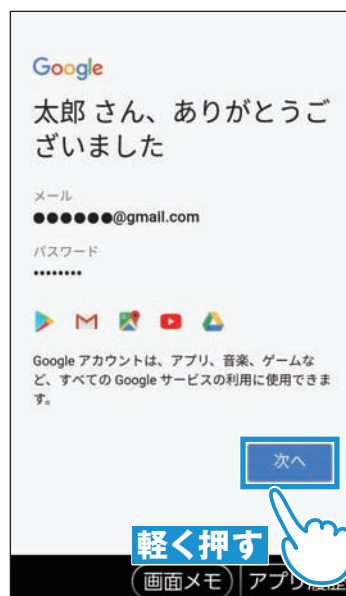 Google
太郎 さん、ありがとうご
ざいました
メール
●●●●●●@gmail.com
パスワード
••••••••
Google アカウントは、アプリ、音楽、ゲームな
ど、すべての Google サービスの利用に使用できま
す。
次へ
軽く押す
画面メモ
アプリ履歴